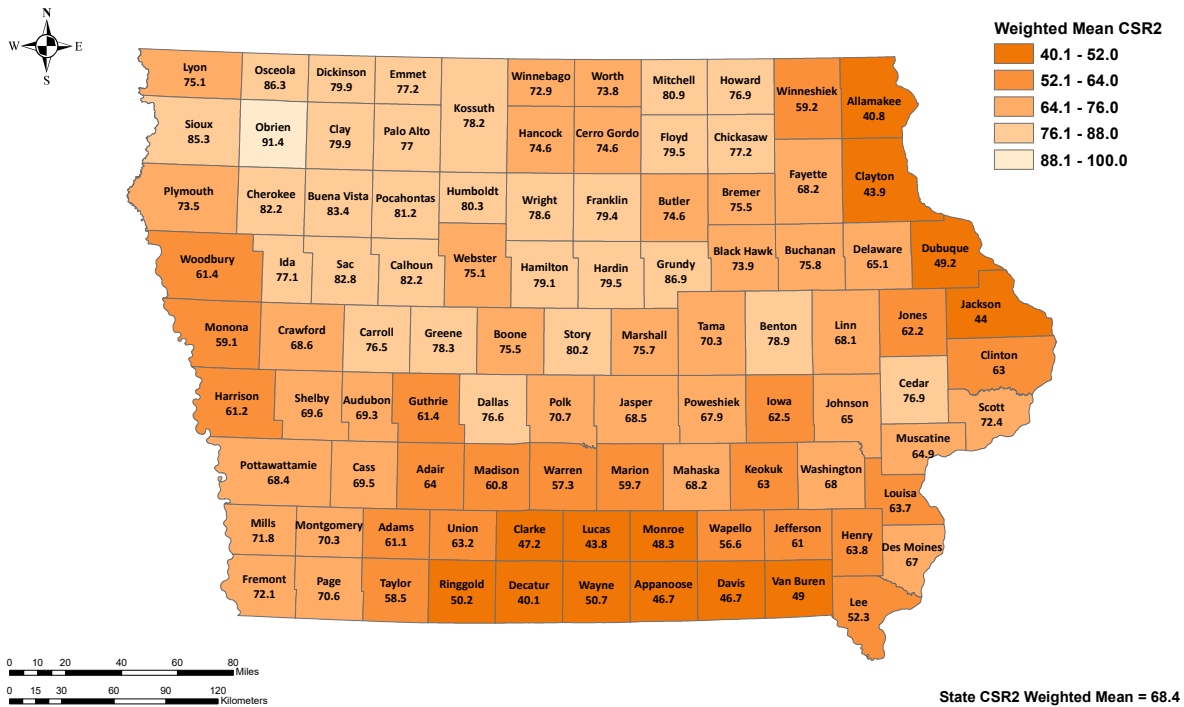 N
W E
S
Weighted Mean CSR2
40.1 - 52.0
52.1 - 64.0
64.1 - 76.0
76.1 - 88.0
88.1 - 100.0
Lyon
75.1
Osceola
86.3
Dickinson
79.9
Emmet
77.2
Kossuth
78.2
Winnebago
72.9
Worth
73.8
Mitchell
80.9
Howard
76.9
Winneshiek
59.2
Allamakee
40.8
Sioux
85.3
Obrien
91.4
Clay
79.9
Palo Alto
77
Hancock
74.6
Cerro Gordo
74.6
Floyd
79.5
Chickasaw
77.2
Fayette
68.2
Clayton
43.9
Plymouth
73.5
Cherokee
82.2
Buena Vista
83.4
Pocahontas
81.2
Humboldt
80.3
Wright
78.6
Franklin
79.4
Butler
74.6
Bremer
75.5
Woodbury
61.4
Ida
77.1
Sac
82.8
Calhoun
82.2
Webster
75.1
Hamilton
79.1
Hardin
79.5
Grundy
86.9
Black Hawk
73.9
Buchanan
75.8
Delaware
65.1
Dubuque
49.2
Monona
59.1
Crawford
68.6
Carroll
76.5
Greene
78.3
Boone
75.5
Story
80.2
Marshall
75.7
Tama
70.3
Benton
78.9
Linn
68.1
Jones
62.2
Jackson
44
Clinton
63
Harrison
61.2
Shelby
69.6
Audubon
69.3
Guthrie
61.4
Dallas
76.6
Polk
70.7
Jasper
68.5
Poweshiek
67.9
Iowa
62.5
Johnson
65
Cedar
76.9
Scott
72.4
Muscatine
64.9
Pottawattamie
68.4
Cass
69.5
Adair
64
Madison
60.8
Warren
57.3
Marion
59.7
Mahaska
68.2
Keokuk
63
Washington
68
Louisa
63.7
Mills
71.8
Montgomery
70.3
Adams
61.1
Union
63.2
Clarke
47.2
Lucas
43.8
Monroe
48.3
Wapello
56.6
Jefferson
61
Henry
63.8
Des Moines
67
Fremont
72.1
Page
70.6
Taylor
58.5
Ringgold
50.2
Decatur
40.1
Wayne
50.7
Appanoose
46.7
Davis
46.7
Van Buren
49
Lee
52.3
0 10 20 40 60 80
Miles
0 15 30 60 90 120
Kilometers
State CSR2 Weighted Mean = 68.4